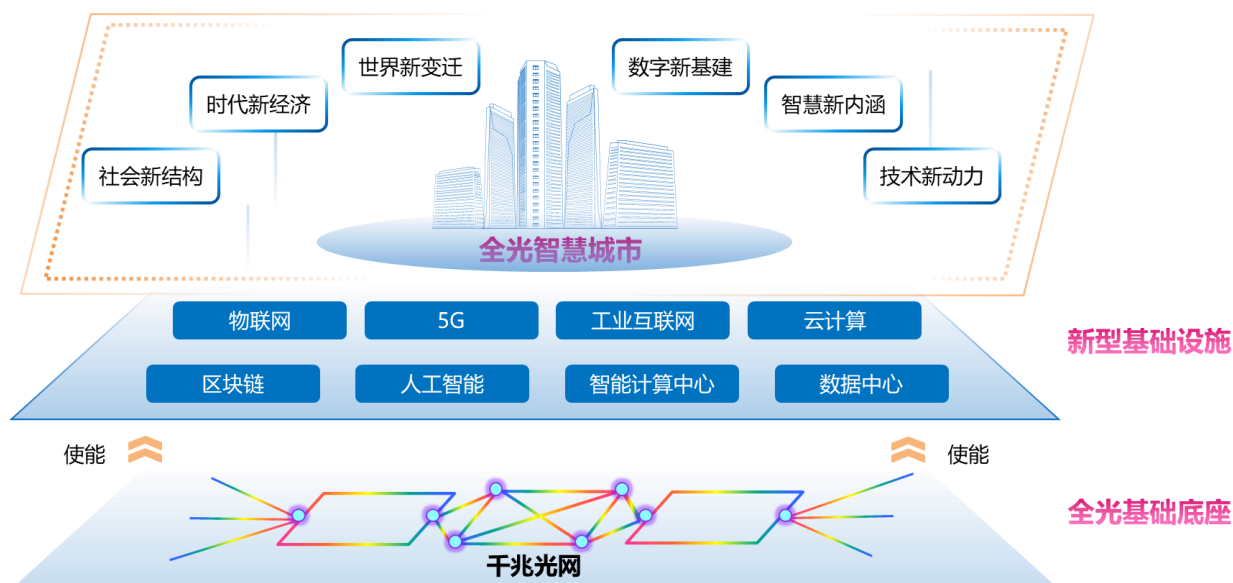 世界新变迁
数字新基建
时代新经济
智慧新内涵
社会新结构
技术新动力
全光智慧城市
物联网
5G
工业互联网
云计算
新型基础设施
区块链
人工智能
智能计算中心
数据中心
使能
使能
全光基础底座
千兆光网